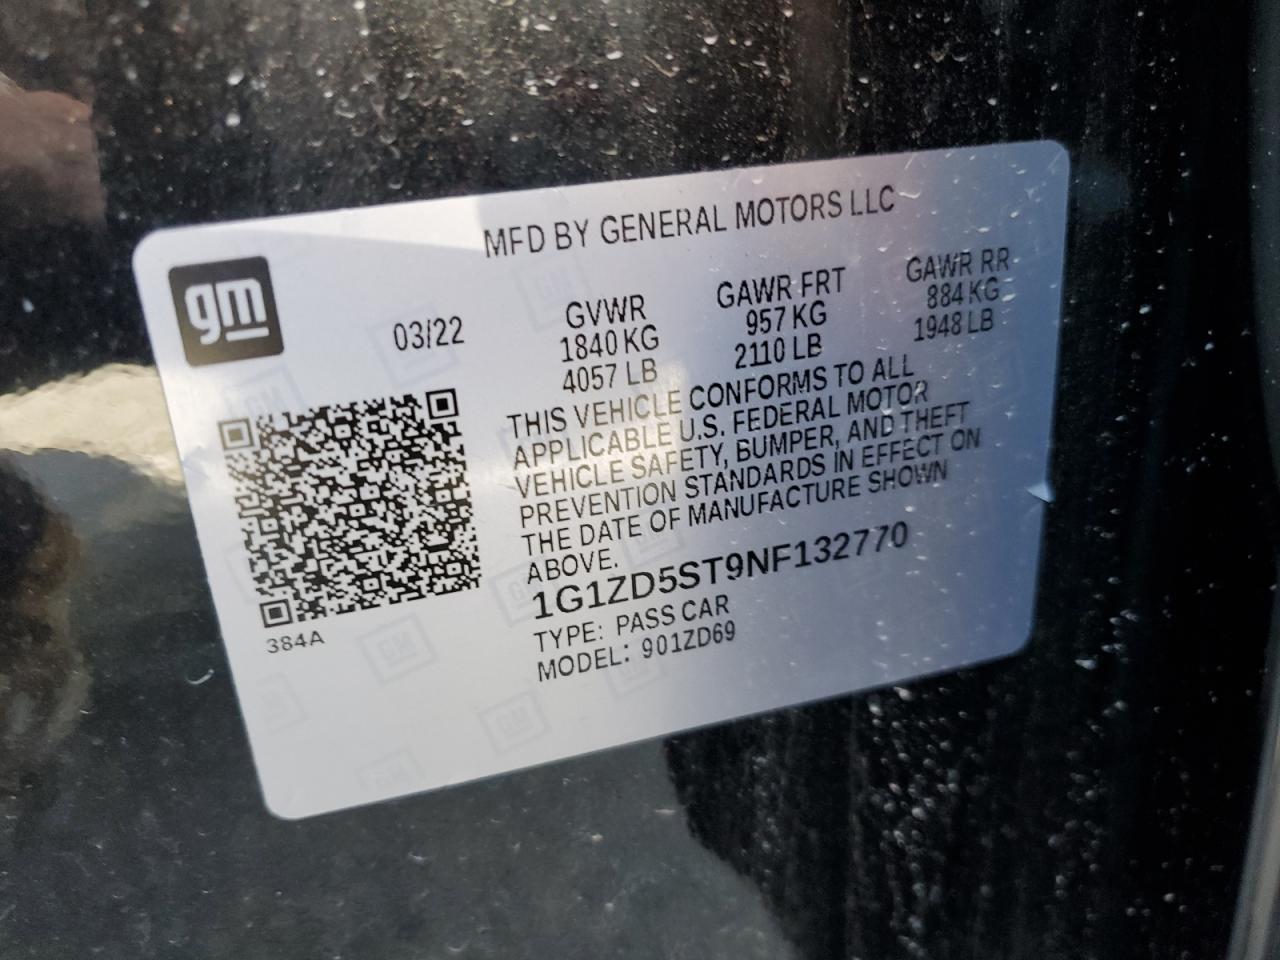 MFD BY GENERAL MOTORS LLC
gm
03/22
GVWR GAWR FRT GAWR RR
1840 KG 957 KG 884 KG
4057 LB 2110 LB 1948 LB
THIS VEHICLE CONFORMS TO ALL
APPLICABLE U.S. FEDERAL MOTOR
VEHICLE SAFETY, BUMPER, AND THEFT
PREVENTION STANDARDS IN EFFECT ON
THE DATE OF MANUFACTURE SHOWN
ABOVE.
1G1ZD5ST9NF132770
TYPE: PASS CAR
MODEL: 901ZD69
384A